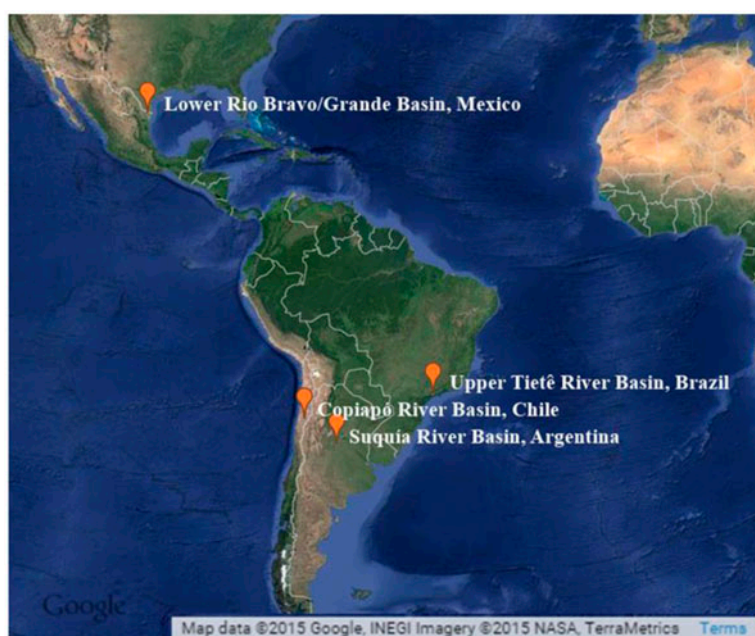 Lower Rio Bravo/Grande Basin, Mexico
Upper Tietê River Basin, Brazil
Copiapó River Basin, Chile
Suquía River Basin, Argentina
Google
Map data ©2015 Google, INEGI Imagery ©2015 NASA, TerraMetrics Terms